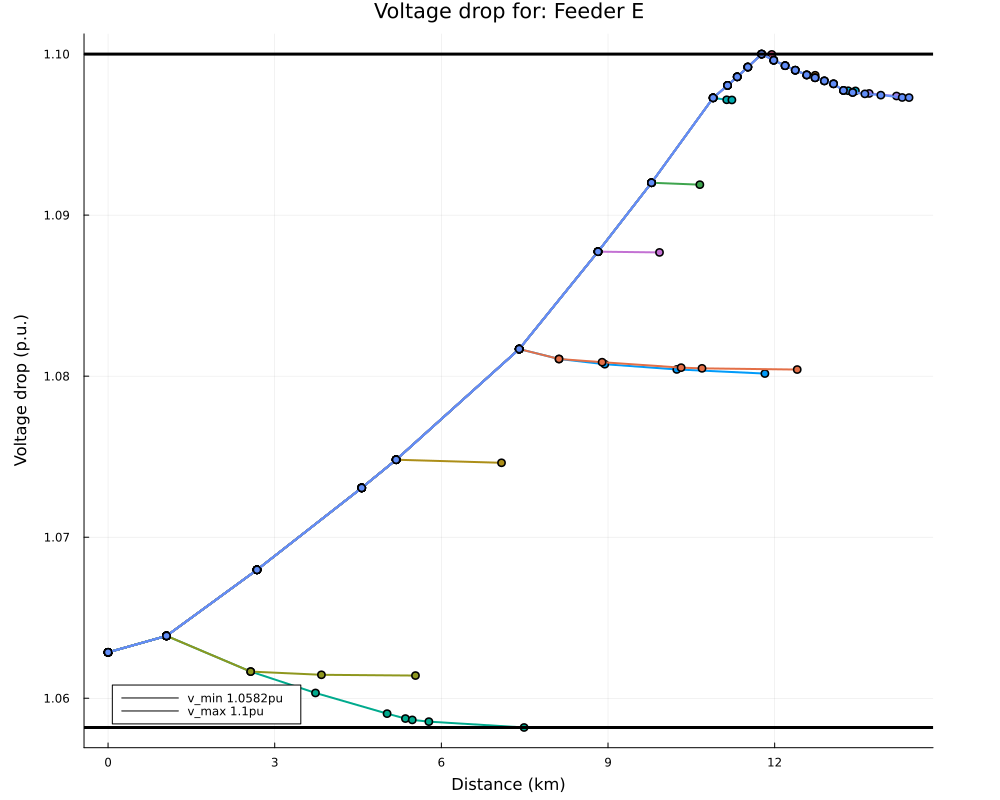 Voltage drop for: Feeder E
1.10
1.09
1.08
1.07
1.06
Voltage drop (p.u.)
v_min 1.0582pu
v_max 1.1pu
0 3 6 9 12
Distance (km)